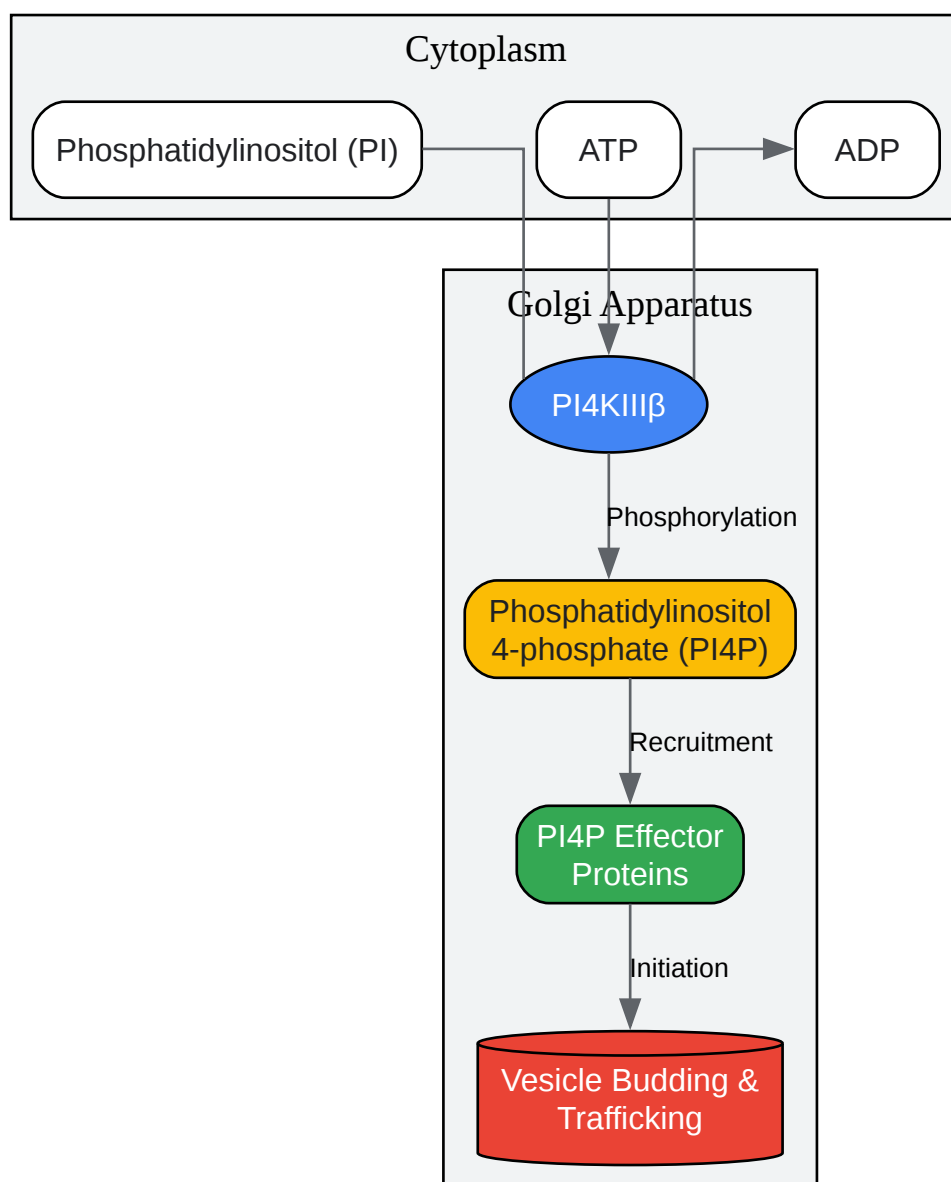 Cytoplasm
Phosphatidylinositol (PI)
ATP
ADP
Golgi Apparatus
PI4KIIIβ
Phosphorylation
Phosphatidylinositol
4-phosphate (PI4P)
Recruitment
PI4P Effector
Proteins
Initiation
Vesicle Budding &
Trafficking